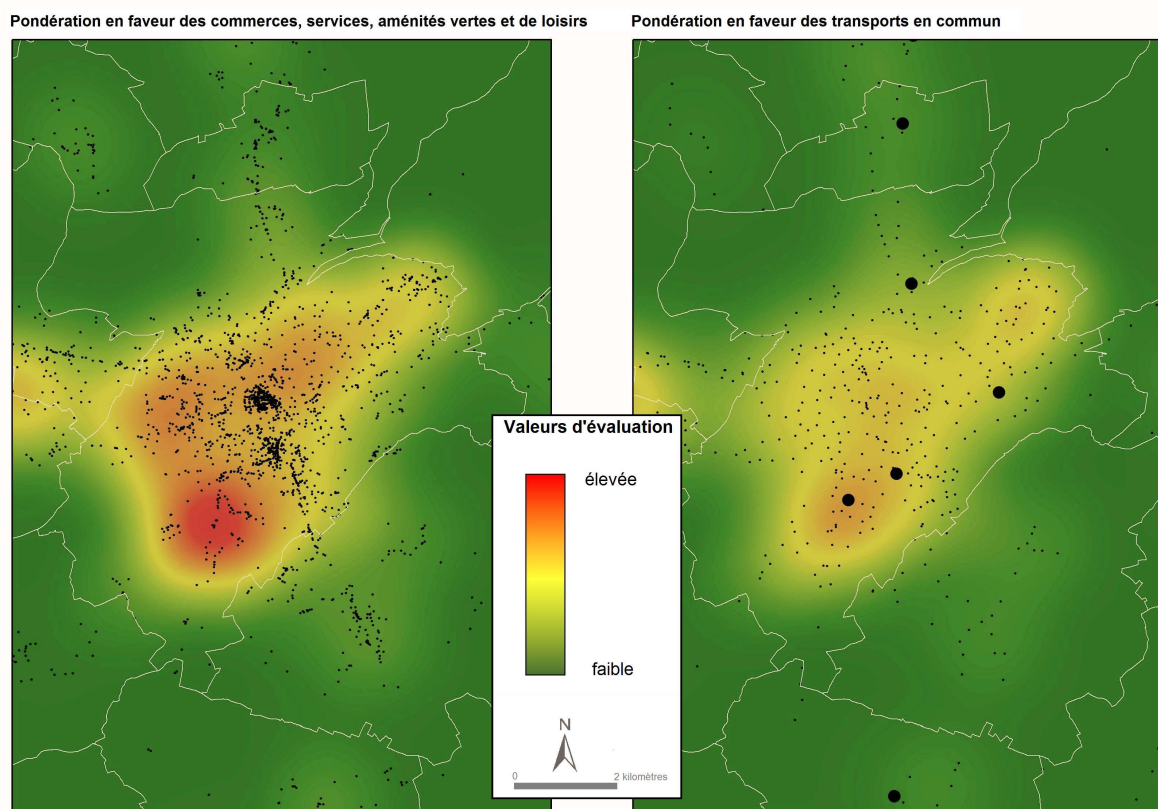 Pondération en faveur des commerces, services, aménités vertes et de loisirs
Pondération en faveur des transports en commun
Valeurs d'évaluation
élevée
faible
N
0 2 kilomètres